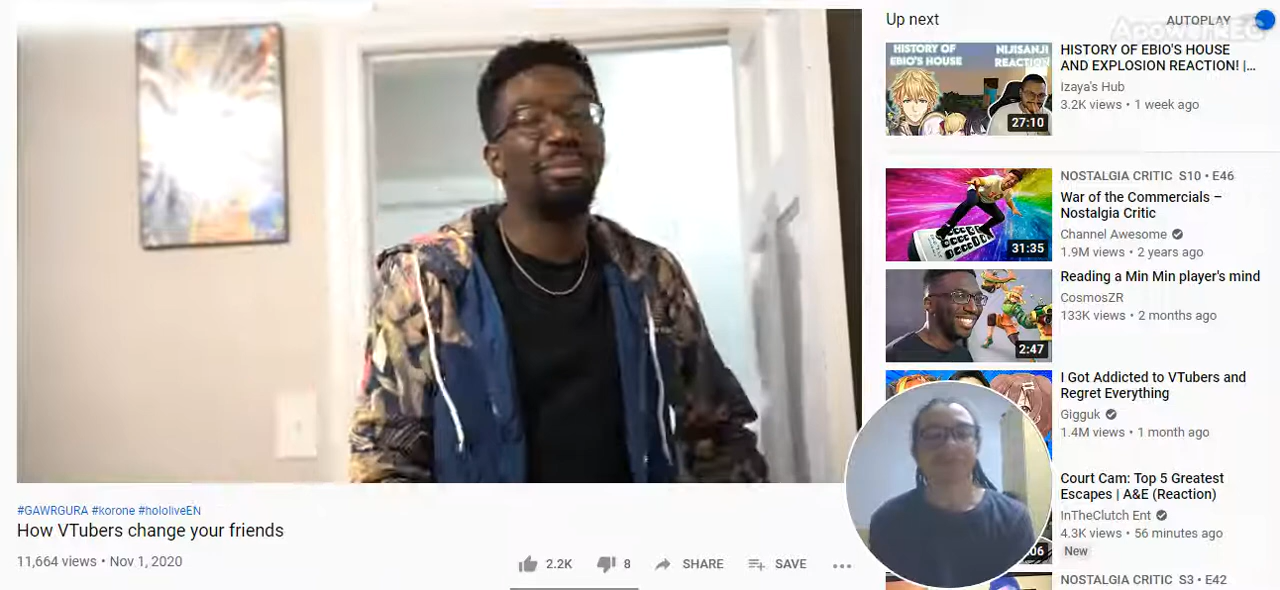 Up next
AUTOPLAY
ApowerREC
HISTORY OF EBIO'S HOUSE
NIJISANJI REACTION
27:10
HISTORY OF EBIO'S HOUSE
AND EXPLOSION REACTION! |...
Izaya's Hub
3.2K views • 1 week ago
31:35
NOSTALGIA CRITIC S10 • E46
War of the Commercials –
Nostalgia Critic
Channel Awesome
1.9M views • 2 years ago
2:47
Reading a Min Min player's mind
CosmosZR
133K views • 2 months ago
I Got Addicted to VTubers and
Regret Everything
Gigguk
1.4M views • 1 month ago
Court Cam: Top 5 Greatest
Escapes | A&E (Reaction)
InTheClutch Ent
4.3K views • 56 minutes ago
New
:06
NOSTALGIA CRITIC S3 • E42
#GAWRGURA #korone #hololiveEN
How VTubers change your friends
11,664 views • Nov 1, 2020
2.2K
8
SHARE
SAVE